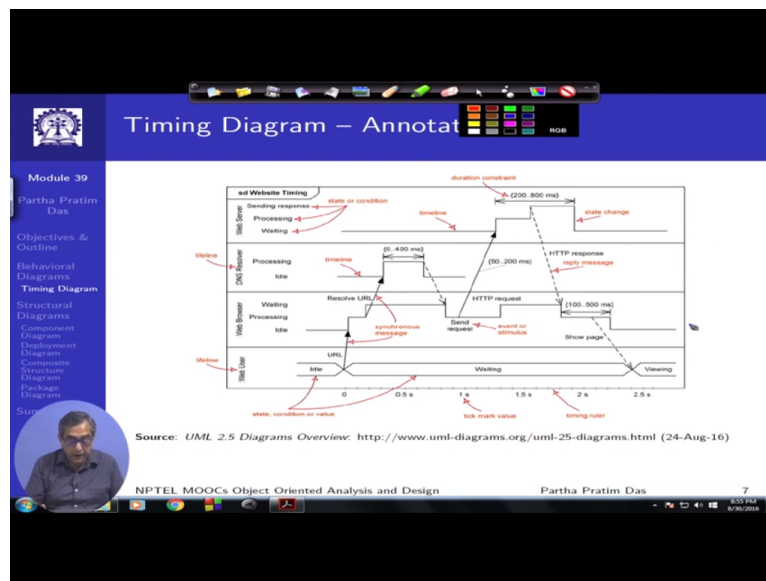 Timing Diagram – Annotat
RGB
Module 39
Partha Pratim
Das
Objectives &
Outline
Behavioral
Diagrams
Timing Diagram
Structural
Diagrams
Component
Diagram
Deployment
Diagram
Composite
Structure
Diagram
Package
Diagram
Sum
duration constraint
sd Website Timing
{200..800 ms}
Sending response
state or condition
Web Server
Processing
timeline
state change
Waiting
lifeline
DNS Resolver
{0..400 ms}
HTTP response
Processing
timeline
{50..200 ms}
reply message
Idle
Web Browser
Waiting
Resolve URL
HTTP request
{100..500 ms}
Processing
synchronous
message
Send
request
event or
stimulus
Idle
Show page
URL
lifeline
:Web User
Idle
Waiting
Viewing
0
0.5 s
1 s
1.5 s
2 s
2.5 s
state, condition or value
tick mark value
timing ruler
Source: UML 2.5 Diagrams Overview: http://www.uml-diagrams.org/uml-25-diagrams.html (24-Aug-16)
NPTEL MOOCs Object Oriented Analysis and Design
Partha Pratim Das
7
8:55 PM
8/30/2016